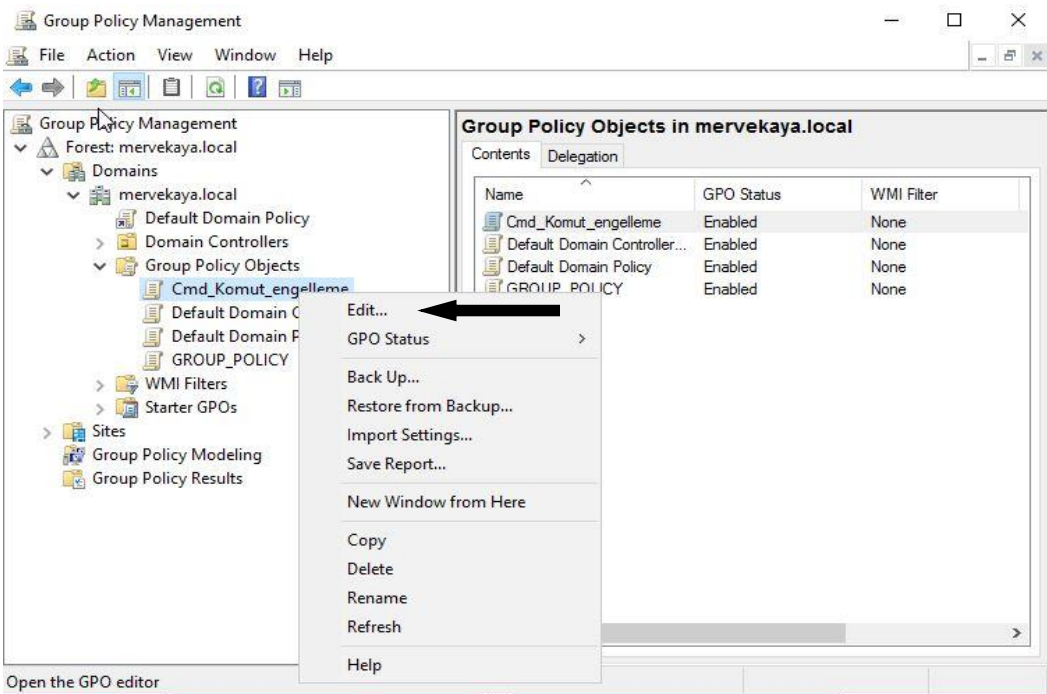 Group Policy Management
File Action View Window Help
Group Policy Management
Forest: mervekaya.local
Domains
mervekaya.local
Default Domain Policy
Domain Controllers
Group Policy Objects
Cmd_Komut_engelleme
Default Domain
Default Domain
GROUP_POLICY
WMI Filters
Starter GPOs
Sites
Group Policy Modeling
Group Policy Results
Group Policy Objects in mervekaya.local
Contents Delegation
Name GPO Status WMI Filter
Cmd_Komut_engelleme Enabled None
Default Domain Controller... Enabled None
Default Domain Policy Enabled None
GROUP_POLICY Enabled None
Edit...
GPO Status
Back Up...
Restore from Backup...
Import Settings...
Save Report...
New Window from Here
Copy
Delete
Rename
Refresh
Help
Open the GPO editor